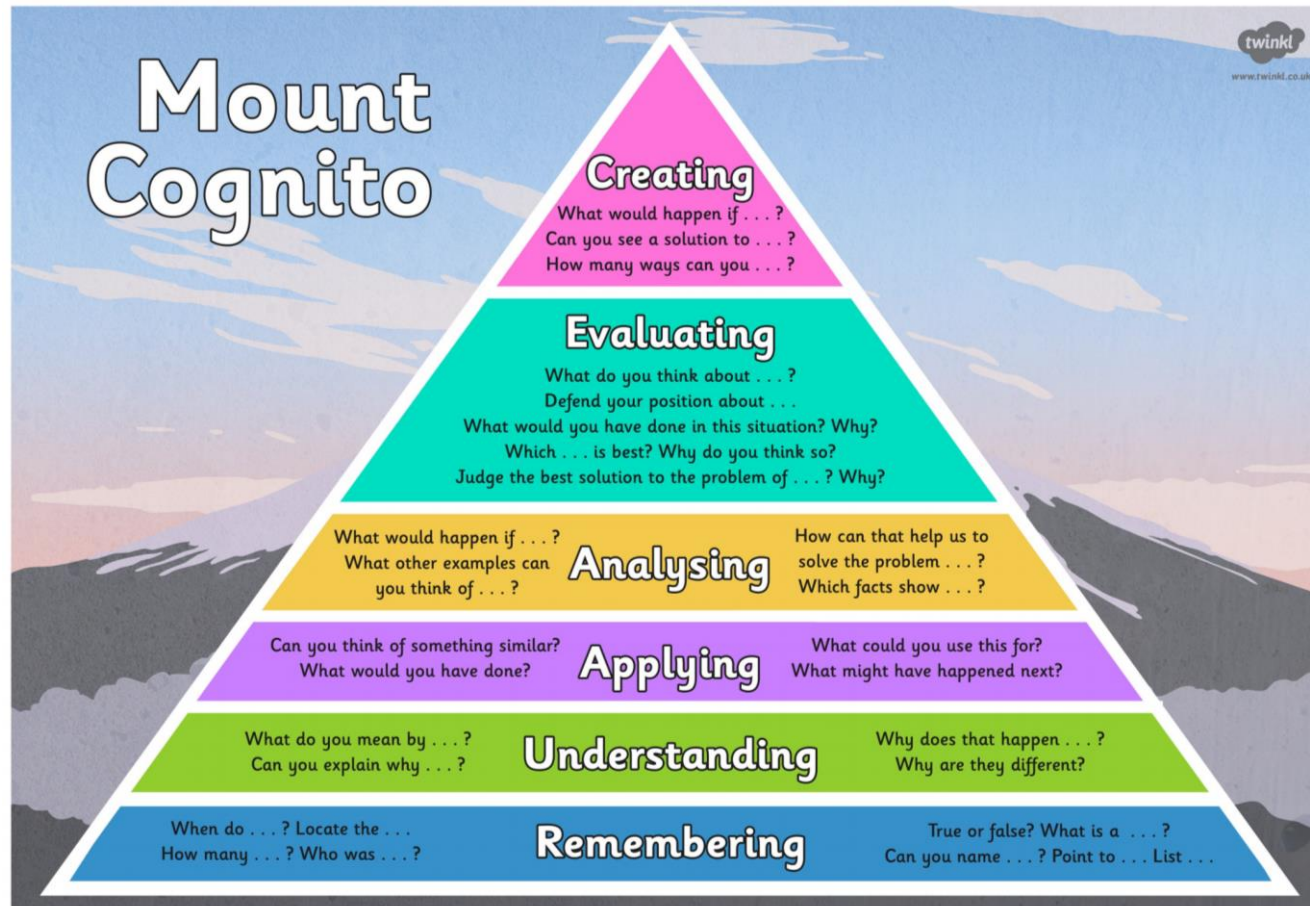 Mount
Cognito
twinkl
www.twinkl.co.uk
Creating
What would happen if . . . ?
Can you see a solution to . . . ?
How many ways can you . . . ?
Evaluating
What do you think about . . . ?
Defend your position about . . .
What would you have done in this situation? Why?
Which . . . is best? Why do you think so?
Judge the best solution to the problem of . . . ? Why?
What would happen if . . . ?
What other examples can
you think of . . . ?
Analysing
How can that help us to
solve the problem . . . ?
Which facts show . . . ?
Can you think of something similar?
What would you have done?
Applying
What could you use this for?
What might have happened next?
What do you mean by . . . ?
Can you explain why . . . ?
Understanding
Why does that happen . . . ?
Why are they different?
When do . . . ? Locate the . . .
How many . . . ? Who was . . . ?
Remembering
True or false? What is a . . . ?
Can you name . . . ? Point to . . . List . . .